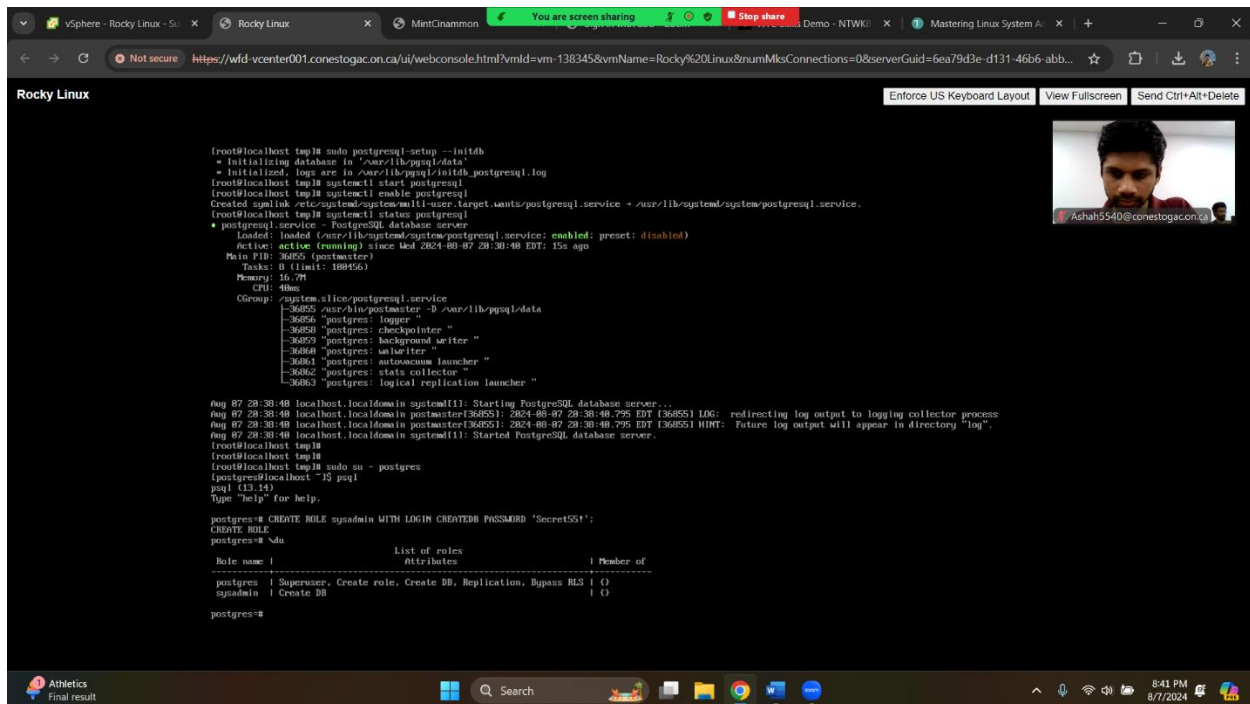 vSphere - Rocky Linux - Su
Rocky Linux
MintCinammon
You are screen sharing
Stop share
Demo - NTWK8
Mastering Linux System A
Not secure
https://wfd-vcenter001.conestogac.on.ca/ui/webconsole.html?vmId=vm-138345&vmName=Rocky%20Linux&numMksConnections=0&serverGuid=6ea79d3e-d131-46b6-abb...
Rocky Linux
Enforce US Keyboard Layout
View Fullscreen
Send Ctrl+Alt+Delete
[root@localhost tmp]# sudo postgresql-setup --initdb
* Initializing database in '/var/lib/pgsql/data'
* Initialized, logs are in /var/lib/pgsql/initdb_postgresql.log
[root@localhost tmp]# systemctl start postgresql
[root@localhost tmp]# systemctl enable postgresql
Created symlink /etc/systemd/system/multi-user.target.wants/postgresql.service → /usr/lib/systemd/system/postgresql.service.
[root@localhost tmp]# systemctl status postgresql
● postgresql.service - PostgreSQL database server
Loaded: loaded (/usr/lib/systemd/system/postgresql.service; enabled; preset: disabled)
Active: active (running) since Wed 2024-08-07 20:38:40 EDT; 15s ago
Main PID: 36855 (postmaster)
Tasks: 8 (limit: 100456)
Memory: 16.7M
CPU: 40ms
CGroup: /system.slice/postgresql.service
├─36855 /usr/bin/postmaster -D /var/lib/pgsql/data
├─36856 "postgres: logger "
├─36858 "postgres: checkpointer "
├─36859 "postgres: background writer "
├─36860 "postgres: walwriter "
├─36861 "postgres: autovacuum launcher "
├─36862 "postgres: stats collector "
└─36863 "postgres: logical replication launcher "
Aug 07 20:38:40 localhost.localdomain systemd[1]: Starting PostgreSQL database server...
Aug 07 20:38:40 localhost.localdomain postmaster[36855]: 2024-08-07 20:38:40.795 EDT [36855] LOG: redirecting log output to logging collector process
Aug 07 20:38:40 localhost.localdomain postmaster[36855]: 2024-08-07 20:38:40.795 EDT [36855] HINT: Future log output will appear in directory "log".
Aug 07 20:38:40 localhost.localdomain systemd[1]: Started PostgreSQL database server.
[root@localhost tmp]#
[root@localhost tmp]#
[root@localhost tmp]# sudo su - postgres
[postgres@localhost ~]$ psql
psql (13.14)
Type "help" for help.
postgres=# CREATE ROLE sysadmin WITH LOGIN CREATEDB PASSWORD 'Secret55!';
CREATE ROLE
postgres=# \du
List of roles
Role name | Attributes | Member of
postgres | Superuser, Create role, Create DB, Replication, Bypass RLS | {}
sysadmin | Create DB | {}
postgres=#
Ashah5540@conestogac.on.ca
Athletics
Final result
Search
8:41 PM
8/7/2024